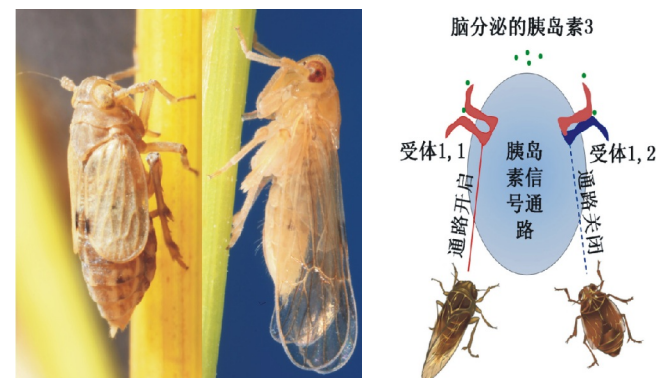 脑分泌的胰岛素3
受体1,1
受体1,2
胰岛
素信
号通
路
通路开启
通路关闭